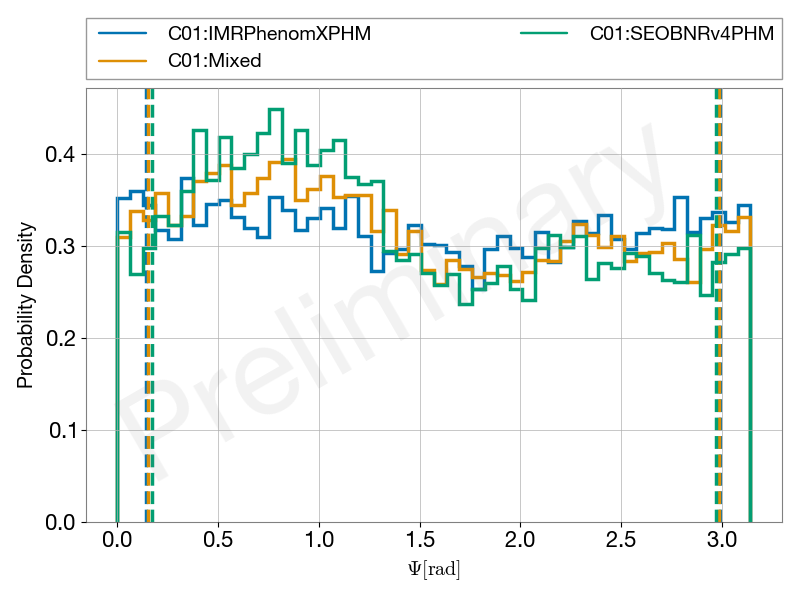 C01:IMRPhenomXPHM
C01:Mixed
C01:SEOBNRv4PHM
Preliminary
Probability Density
0.4
0.3
0.2
0.1
0.0
0.0 0.5 1.0 1.5 2.0 2.5 3.0
Ψ[rad]